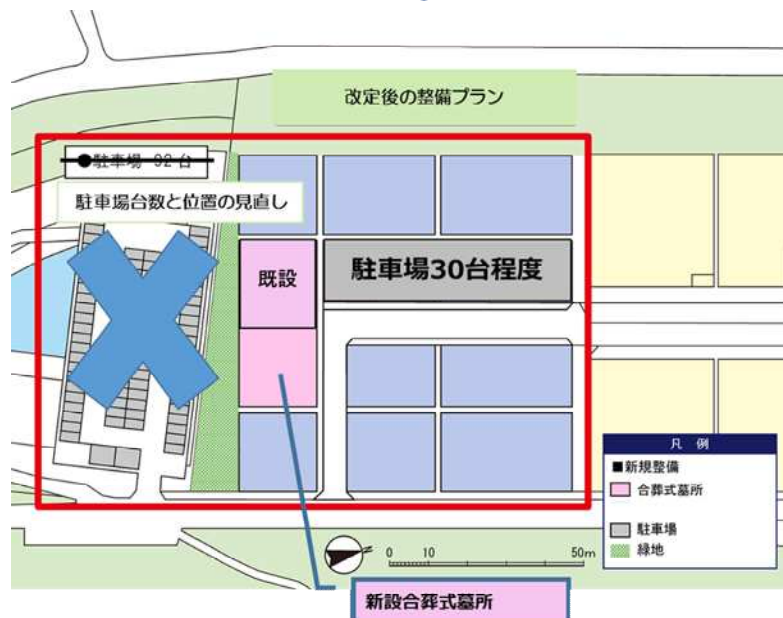 改定後の整備プラン
●駐車場 92台
駐車場台数と位置の見直し
既設
駐車場30台程度
凡 例
■新規整備
合葬式墓所
駐車場
緑地
N
0 10 50m
新設合葬式墓所